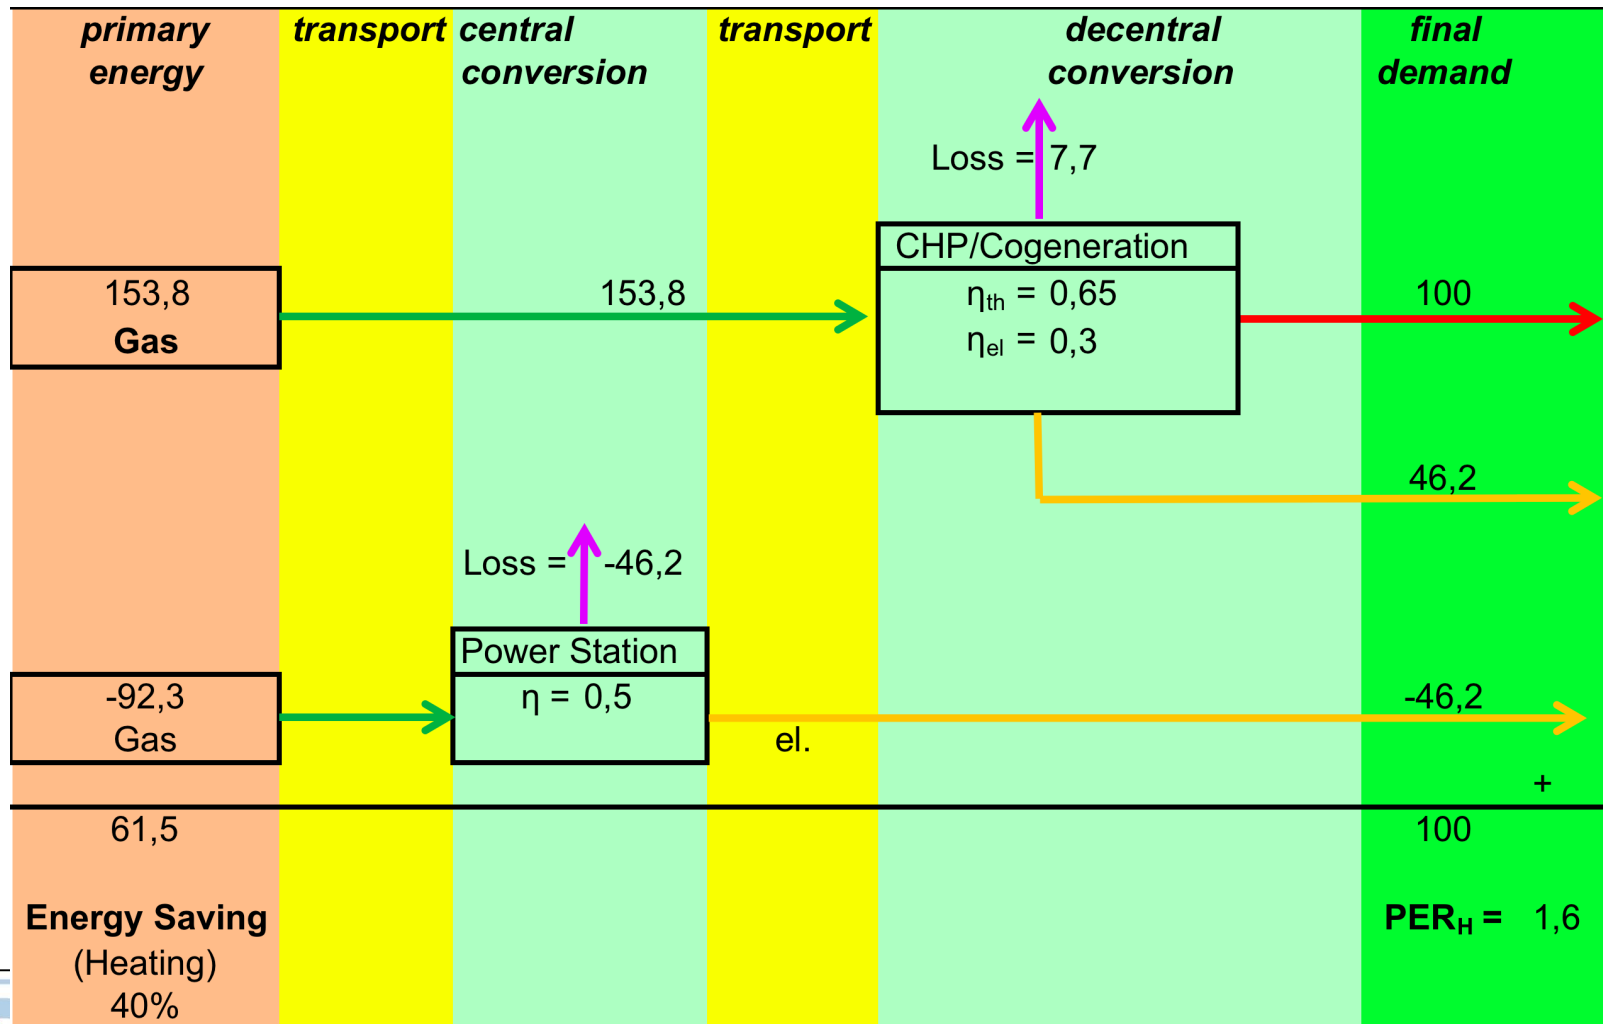 primary energy
transport
central conversion
transport
decentral conversion
final demand
Loss = 7,7
CHP/Cogeneration
153,8
Gas
153,8
ηth = 0,65
ηel = 0,3
100
46,2
Loss = -46,2
Power Station
-92,3
Gas
η = 0,5
el.
-46,2
+
61,5
100
Energy Saving
(Heating)
40%
PERH = 1,6